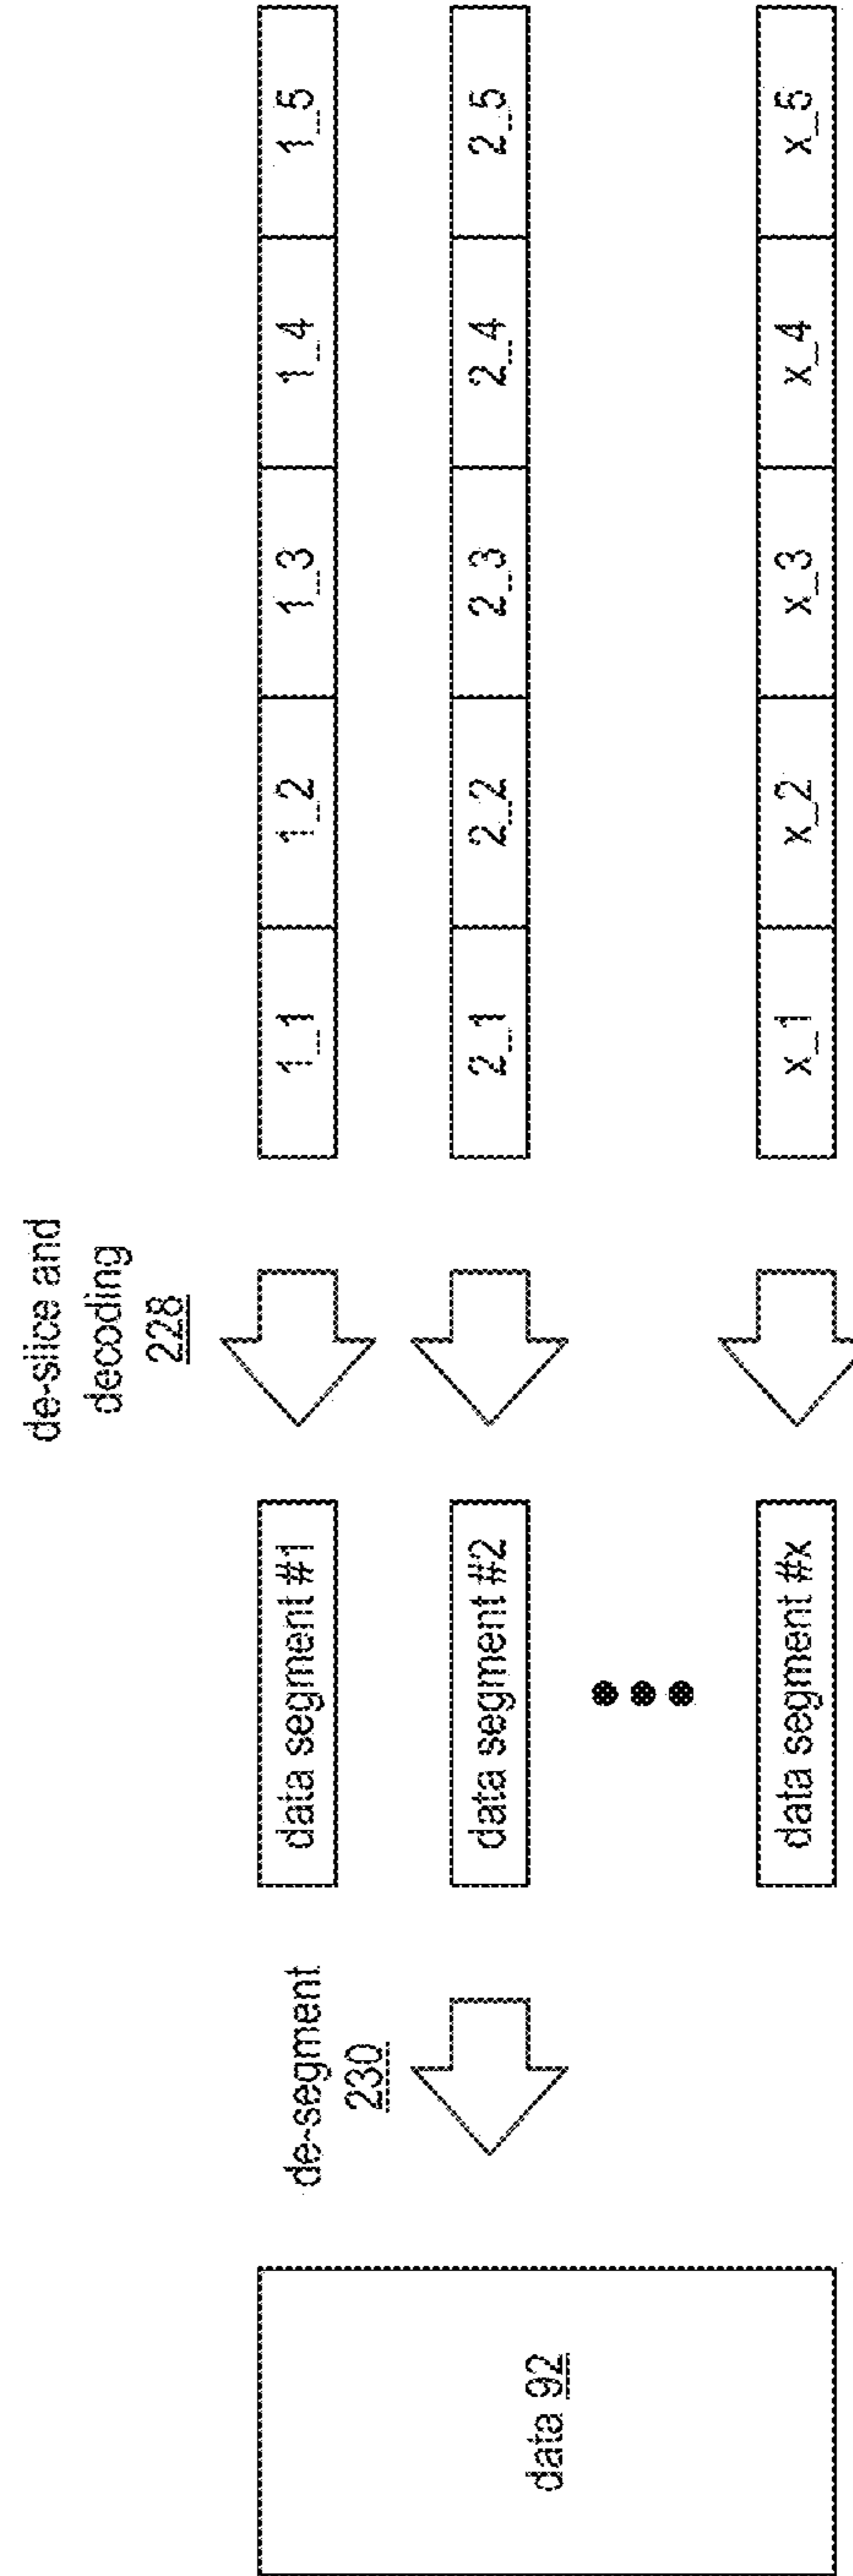 de-slice and
decoding
228
de-segment
230
data 92
data segment #1
1_1 1_2 1_3 1_4 1_5
data segment #2
2_1 2_2 2_3 2_4 2_5
data segment #x
x_1 x_2 x_3 x_4 x_5